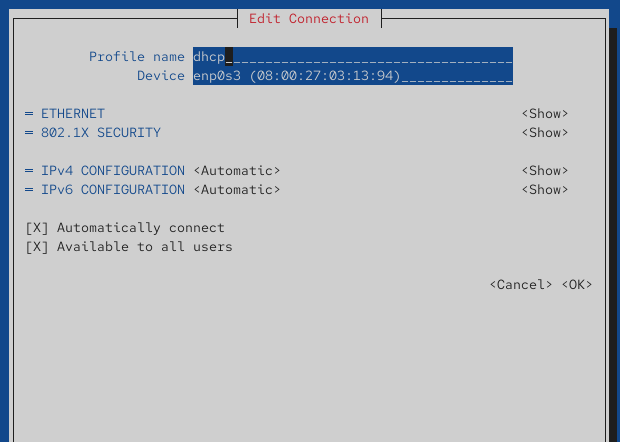 Edit Connection
Profile name dhcp_________________________________
Device enp0s3 (08:00:27:03:13:94)______________
═ ETHERNET <Show>
═ 802.1X SECURITY <Show>
═ IPv4 CONFIGURATION <Automatic> <Show>
═ IPv6 CONFIGURATION <Automatic> <Show>
[X] Automatically connect
[X] Available to all users
<Cancel> <OK>